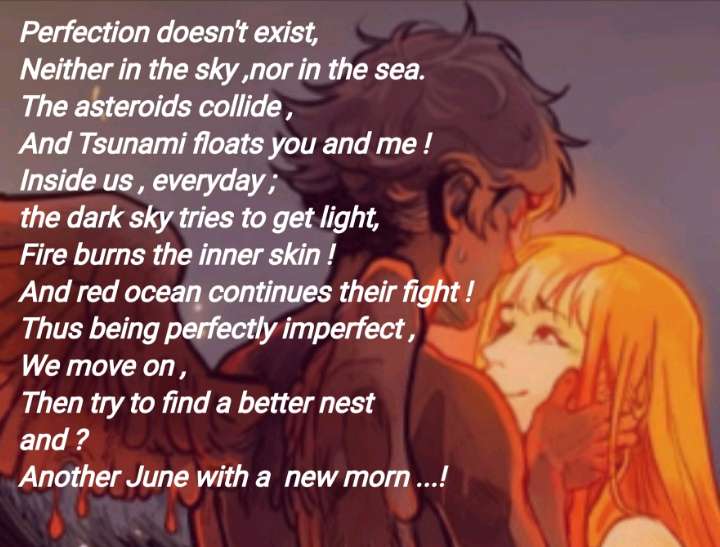 Perfection doesn't exist,
Neither in the sky ,nor in the sea.
The asteroids collide ,
And Tsunami floats you and me !
Inside us , everyday ;
the dark sky tries to get light,
Fire burns the inner skin !
And red ocean continues their fight !
Thus being perfectly imperfect ,
We move on ,
Then try to find a better nest
and ?
Another June with a  new morn ...!